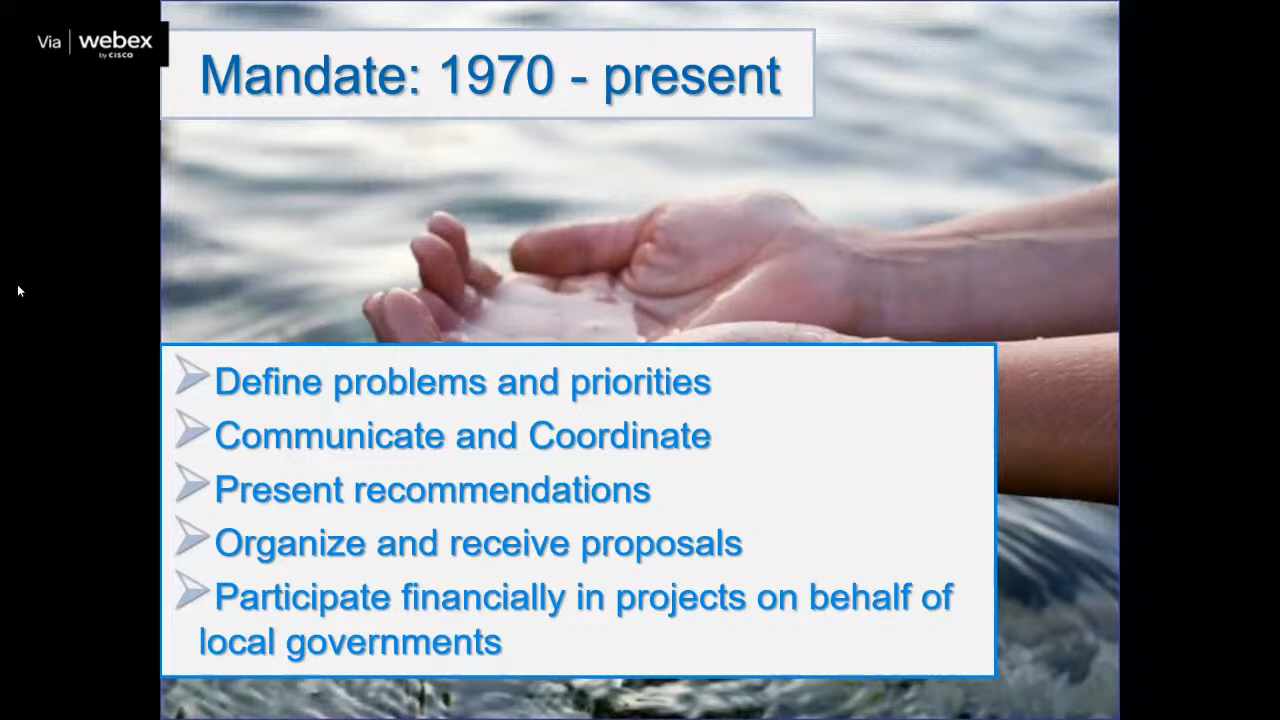 Via | webex
by CISCO
Mandate: 1970 - present
Define problems and priorities
Communicate and Coordinate
Present recommendations
Organize and receive proposals
Participate financially in projects on behalf of
local governments